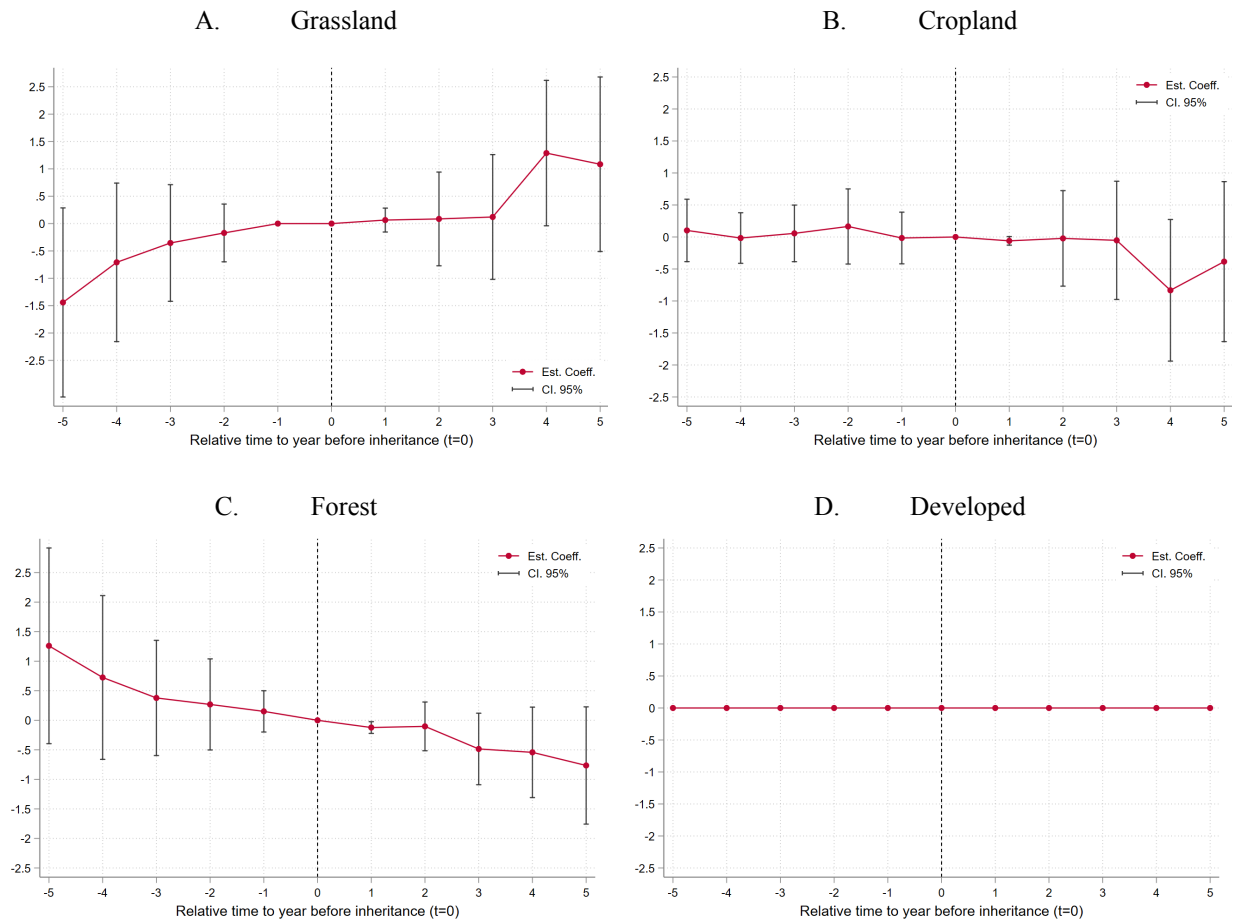 A. Grassland
2.5
2
1.5
1
.5
0
-.5
-1
-1.5
-2
-2.5
Est. Coeff.
CI. 95%
-5 -4 -3 -2 -1 0 1 2 3 4 5
Relative time to year before inheritance (t=0)
B. Cropland
2.5
2
1.5
1
.5
0
-.5
-1
-1.5
-2
-2.5
Est. Coeff.
CI. 95%
-5 -4 -3 -2 -1 0 1 2 3 4 5
Relative time to year before inheritance (t=0)
C. Forest
2.5
2
1.5
1
.5
0
-.5
-1
-1.5
-2
-2.5
Est. Coeff.
CI. 95%
-5 -4 -3 -2 -1 0 1 2 3 4 5
Relative time to year before inheritance (t=0)
D. Developed
2.5
2
1.5
1
.5
0
-.5
-1
-1.5
-2
-2.5
Est. Coeff.
CI. 95%
-5 -4 -3 -2 -1 0 1 2 3 4 5
Relative time to year before inheritance (t=0)